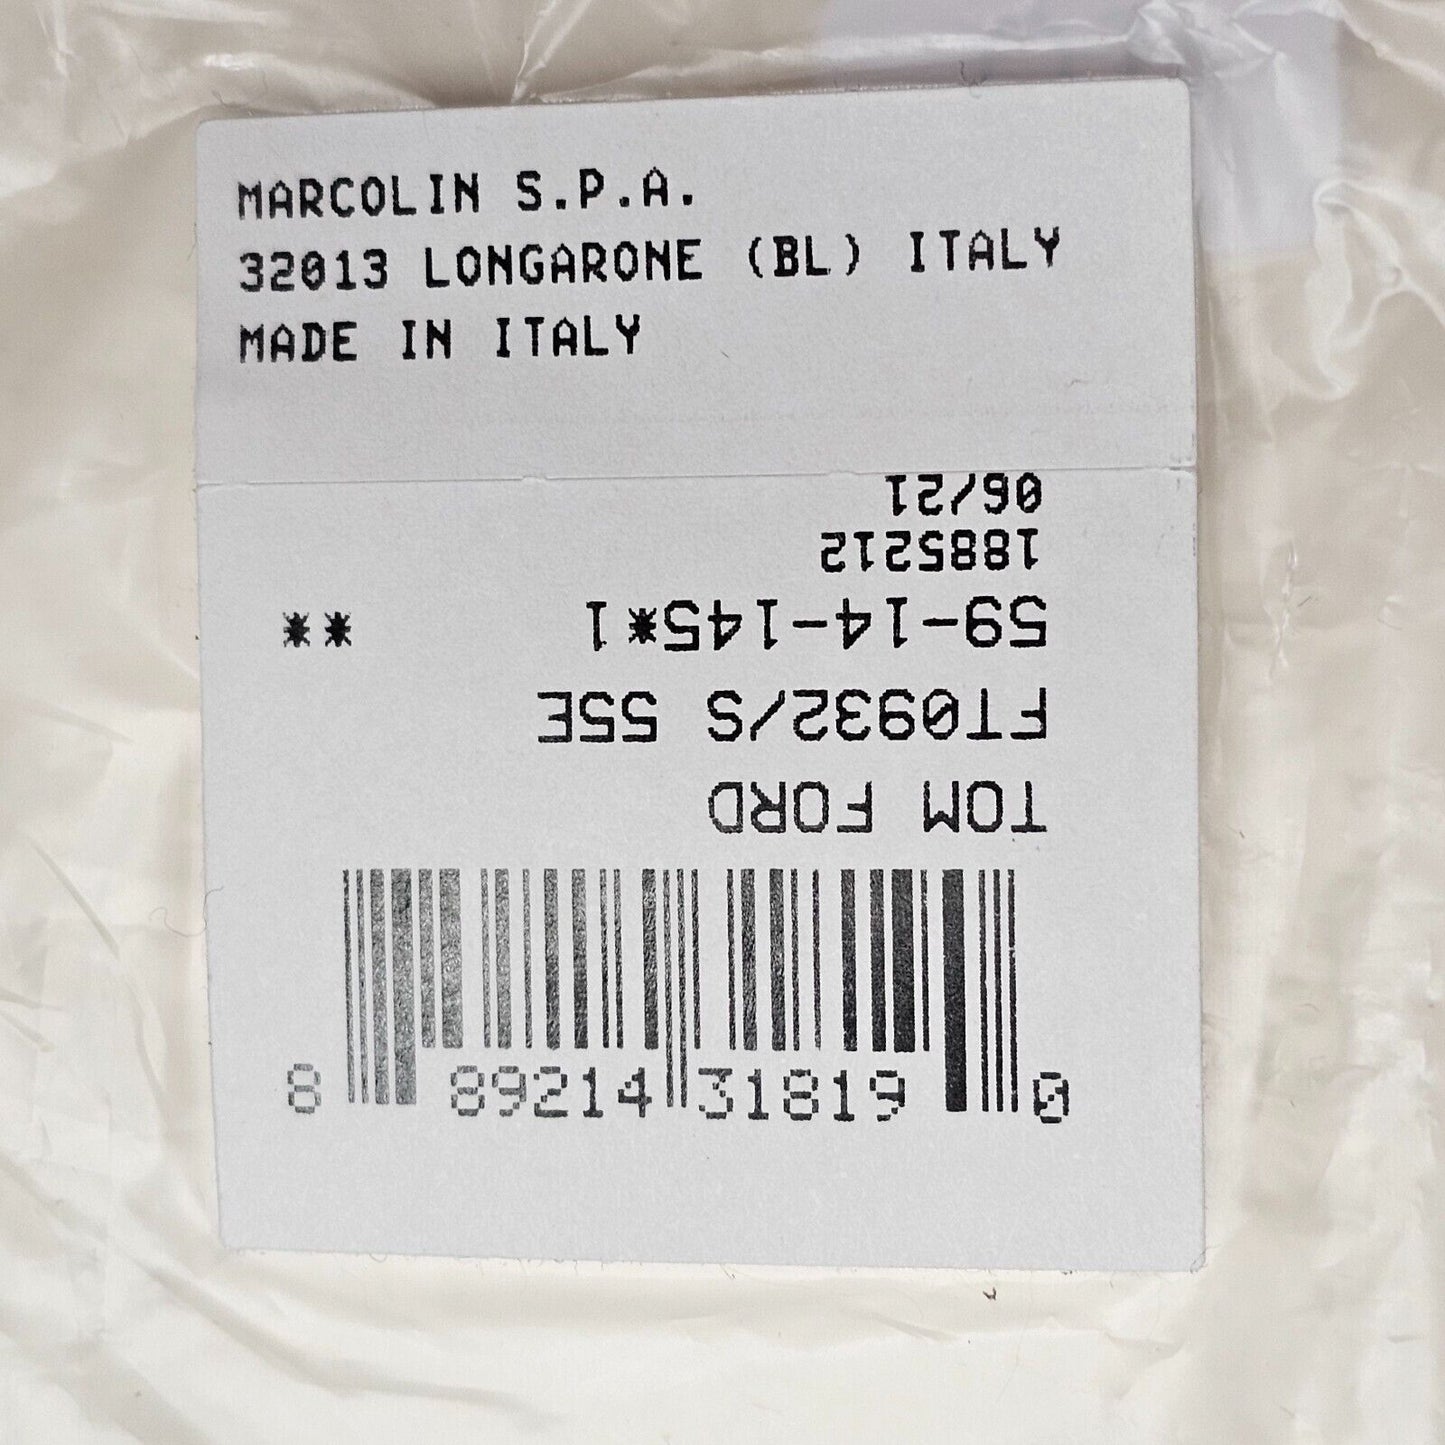 MARCOLIN S.P.A.
32013 LONGARONE (BL) ITALY
MADE IN ITALY
TOM FORD
FT0932/S 55E
59-14-145*1 **
1885212
06/21
8 89214 31819 0